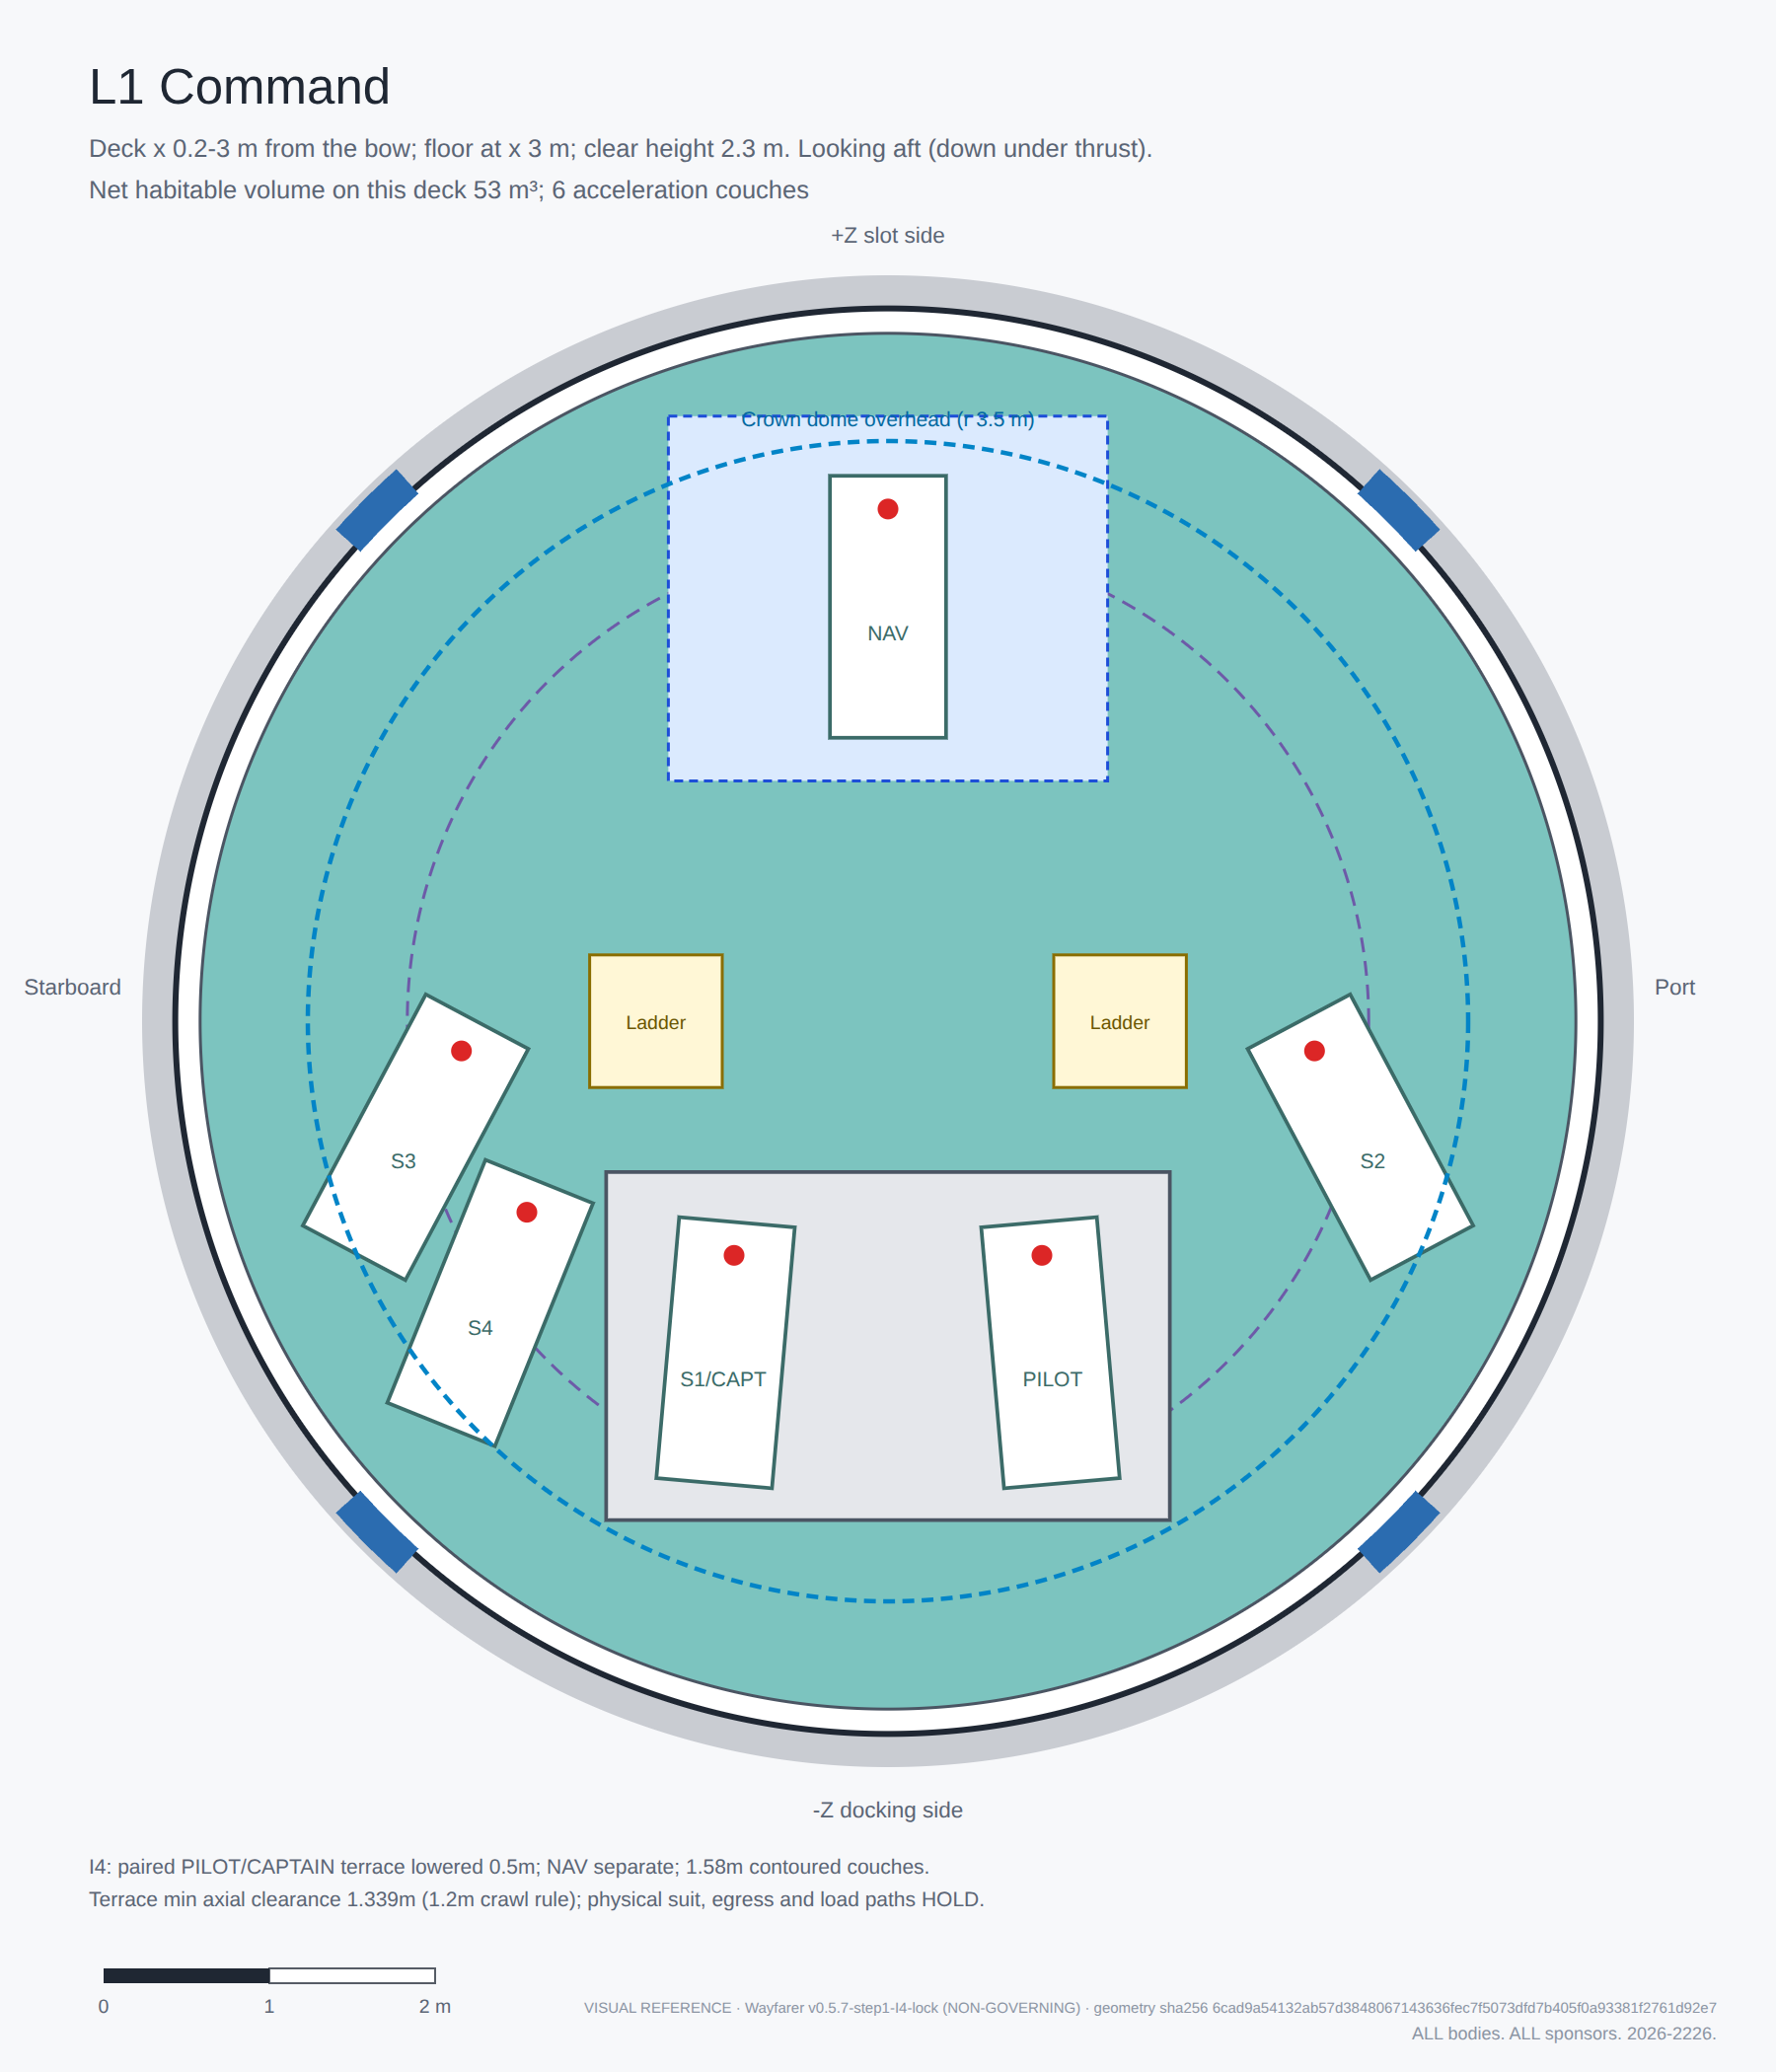 L1 Command
Deck x 0.2-3 m from the bow; floor at x 3 m; clear height 2.3 m. Looking aft (down under thrust).
Net habitable volume on this deck 53 m³; 6 acceleration couches
+Z slot side
Crown dome overhead (r 3.5 m)
NAV
Starboard
Port
Ladder
Ladder
S3
S2
S4
S1/CAPT
PILOT
-Z docking side
I4: paired PILOT/CAPTAIN terrace lowered 0.5m; NAV separate; 1.58m contoured couches.
Terrace min axial clearance 1.339m (1.2m crawl rule); physical suit, egress and load paths HOLD.
0
1
2 m
VISUAL REFERENCE · Wayfarer v0.5.7-step1-I4-lock (NON-GOVERNING) · geometry sha256 6cad9a54132ab57d3848067143636fec7f5073dfd7b405f0a93381f2761d92e7
ALL bodies. ALL sponsors. 2026-2226.